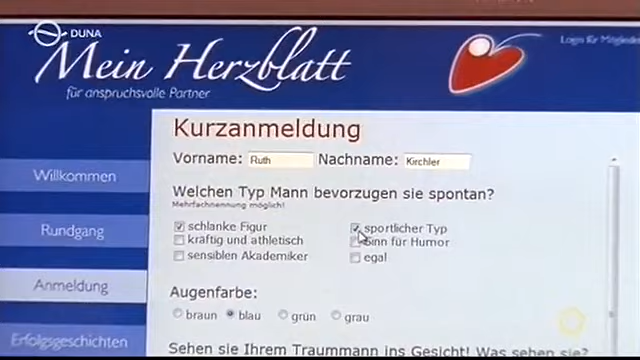 DUNA
Mein Herzblatt
für anspruchsvolle Partner
Login für Mitglieder
Kurzanmeldung
Vorname: Ruth Nachname: Kirchler
Willkommen
Welchen Typ Mann bevorzugen sie spontan?
Mehrfachnennung möglich!
Rundgang
schlanke Figur sportlicher Typ
kräftig und athletisch Sinn für Humor
sensiblen Akademiker egal
Anmeldung
Augenfarbe:
braun blau grün grau
Erfolgsgeschichten
Sehen sie Ihrem Traummann ins Gesicht! Was sehen sie?